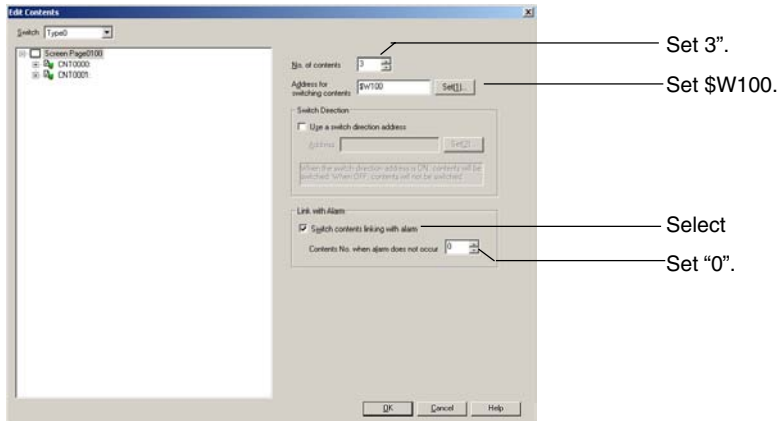 Edit Contents
Switch Type0
Screen Page0100
CNT0000:
CNT0001:
No. of contents 3
Set 3”.
Address for
switching contents $W100 Set(1)...
Set $W100.
Switch Direction
Use a switch direction address
Address Set(2)...
When the switch direction address is ON, contents will be
switched. When OFF, contents will not be switched.
Link with Alarm
Switch contents linking with alarm
Select
Contents No. when alarm does not occur 0
Set “0”.
OK Cancel Help